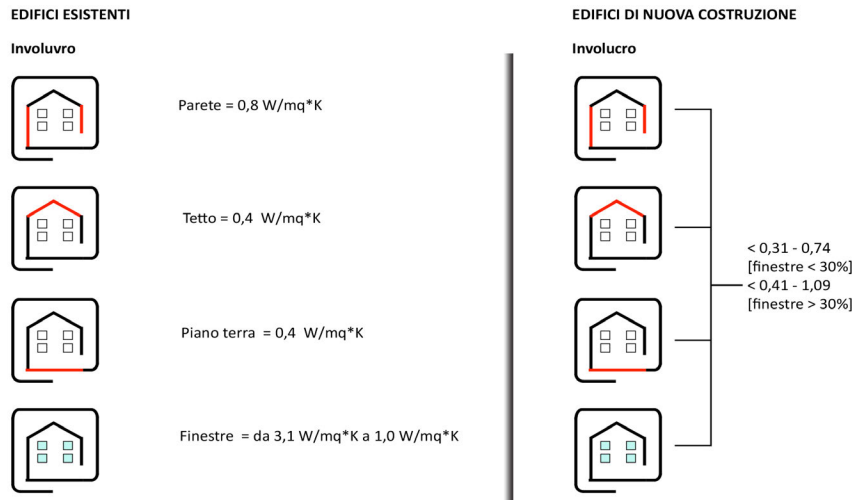 EDIFICI ESISTENTI
Involuvro
Parete = 0,8 W/mq*K
Tetto = 0,4 W/mq*K
Piano terra = 0,4 W/mq*K
Finestre = da 3,1 W/mq*K a 1,0 W/mq*K
EDIFICI DI NUOVA COSTRUZIONE
Involucro
< 0,31 - 0,74
[finestre < 30%]
< 0,41 - 1,09
[finestre > 30%]